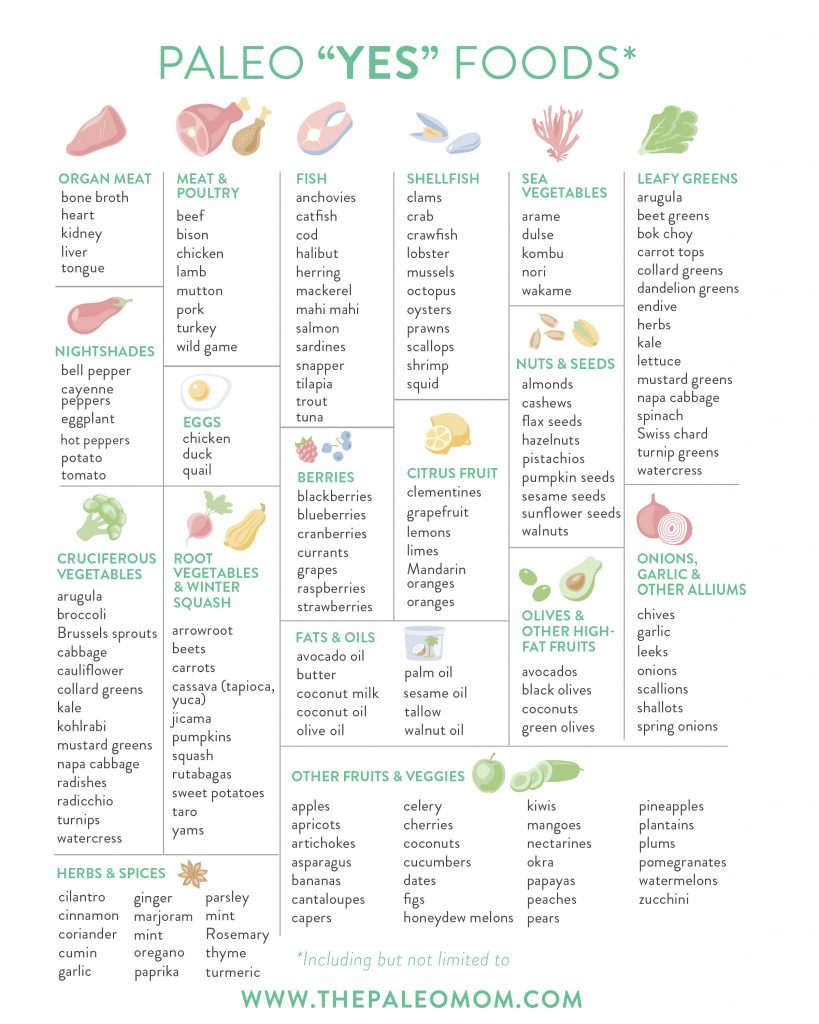 PALEO “YES” FOODS*
ORGAN MEAT
bone broth
heart
kidney
liver
tongue
MEAT &
POULTRY
beef
bison
chicken
lamb
mutton
pork
turkey
wild game
FISH
anchovies
catfish
cod
halibut
herring
mackerel
mahi mahi
salmon
sardines
snapper
tilapia
trout
tuna
SHELLFISH
clams
crab
crawfish
lobster
mussels
octopus
oysters
prawns
scallops
shrimp
squid
SEA
VEGETABLES
arame
dulse
kombu
nori
wakame
LEAFY GREENS
arugula
beet greens
bok choy
carrot tops
collard greens
dandelion greens
endive
herbs
kale
lettuce
mustard greens
napa cabbage
spinach
Swiss chard
turnip greens
watercress
NIGHTSHADES
bell pepper
cayenne
peppers
eggplant
hot peppers
potato
tomato
EGGS
chicken
duck
quail
BERRIES
blackberries
blueberries
cranberries
currants
grapes
raspberries
strawberries
CITRUS FRUIT
clementines
grapefruit
lemons
limes
Mandarin
oranges
oranges
NUTS & SEEDS
almonds
cashews
flax seeds
hazelnuts
pistachios
pumpkin seeds
sesame seeds
sunflower seeds
walnuts
CRUCIFEROUS
VEGETABLES
arugula
broccoli
Brussels sprouts
cabbage
cauliflower
collard greens
kale
kohlrabi
mustard greens
napa cabbage
radishes
radicchio
turnips
watercress
ROOT
VEGETABLES
& WINTER
SQUASH
arrowroot
beets
carrots
cassava (tapioca,
yuca)
jicama
pumpkins
squash
rutabagas
sweet potatoes
taro
yams
FATS & OILS
avocado oil
butter
coconut milk
coconut oil
olive oil
palm oil
sesame oil
tallow
walnut oil
OLIVES &
OTHER HIGH-
FAT FRUITS
avocados
black olives
coconuts
green olives
ONIONS,
GARLIC &
OTHER ALLIUMS
chives
garlic
leeks
onions
scallions
shallots
spring onions
OTHER FRUITS & VEGGIES
apples
apricots
artichokes
asparagus
bananas
cantaloupes
capers
celery
cherries
coconuts
cucumbers
dates
figs
honeydew melons
kiwis
mangoes
nectarines
okra
papayas
peaches
pears
pineapples
plantains
plums
pomegranates
watermelons
zucchini
HERBS & SPICES
cilantro
cinnamon
coriander
cumin
garlic
ginger
marjoram
mint
oregano
paprika
parsley
mint
Rosemary
thyme
turmeric
*Including but not limited to
WWW.THEPALEOMOM.COM